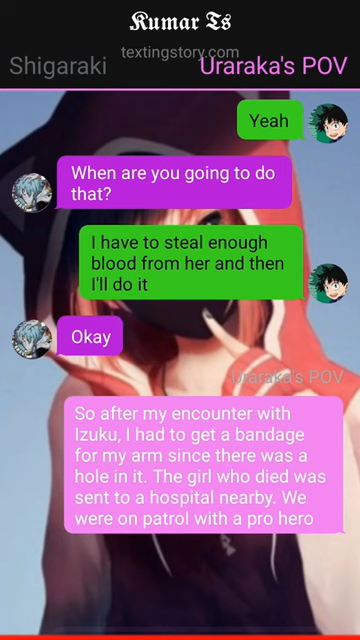 Kumar Ts
textingstory.com
Shigaraki
Uraraka's POV
Yeah
When are you going to do
that?
I have to steal enough
blood from her and then
I'll do it
Okay
Uraraka's POV
So after my encounter with
Izuku, I had to get a bandage
for my arm since there was a
hole in it. The girl who died was
sent to a hospital nearby. We
were on patrol with a pro hero